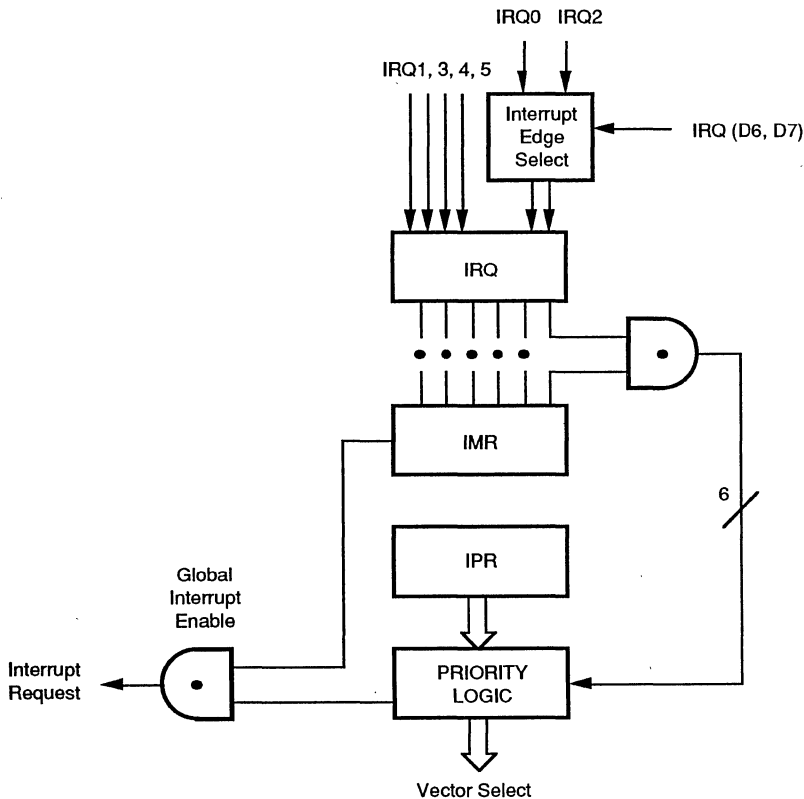 IRQ0 IRQ2
IRQ1, 3, 4, 5
Interrupt
Edge
Select
IRQ (D6, D7)
IRQ
IMR
6
IPR
Global
Interrupt
Enable
Interrupt
Request
PRIORITY
LOGIC
Vector Select